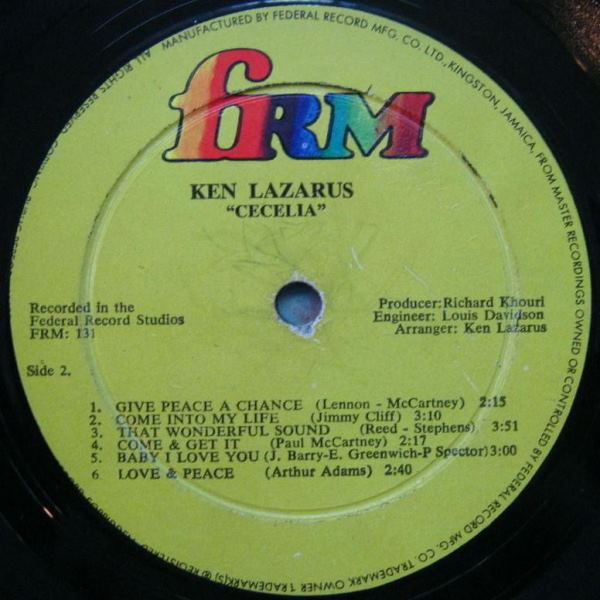 MANUFACTURED BY FEDERAL RECORD MFG. CO. LTD., KINGSTON, JAMAICA, FROM MASTER RECORDINGS OWNED OR CONTROLLED BY FEDERAL RECORD MFG. CO. TRADEMARK OWNER TRADEMARK(S) ® REGISTERED
ALL RIGHTS RESERVED
fRM
KEN LAZARUS
“CECELIA”
Recorded in the
Federal Record Studios
FRM: 131
Producer: Richard Khouri
Engineer: Louis Davidson
Arranger: Ken Lazarus
Side 2.
1. GIVE PEACE A CHANCE (Lennon - McCartney) 2:15
2. COME INTO MY LIFE (Jimmy Cliff) 3:10
3. THAT WONDERFUL SOUND (Reed - Stephens) 3:51
4. COME & GET IT (Paul McCartney) 2:17
5. BABY I LOVE YOU (J. Barry-E. Greenwich-P Spector) 3:00
6. LOVE & PEACE (Arthur Adams) 2:40